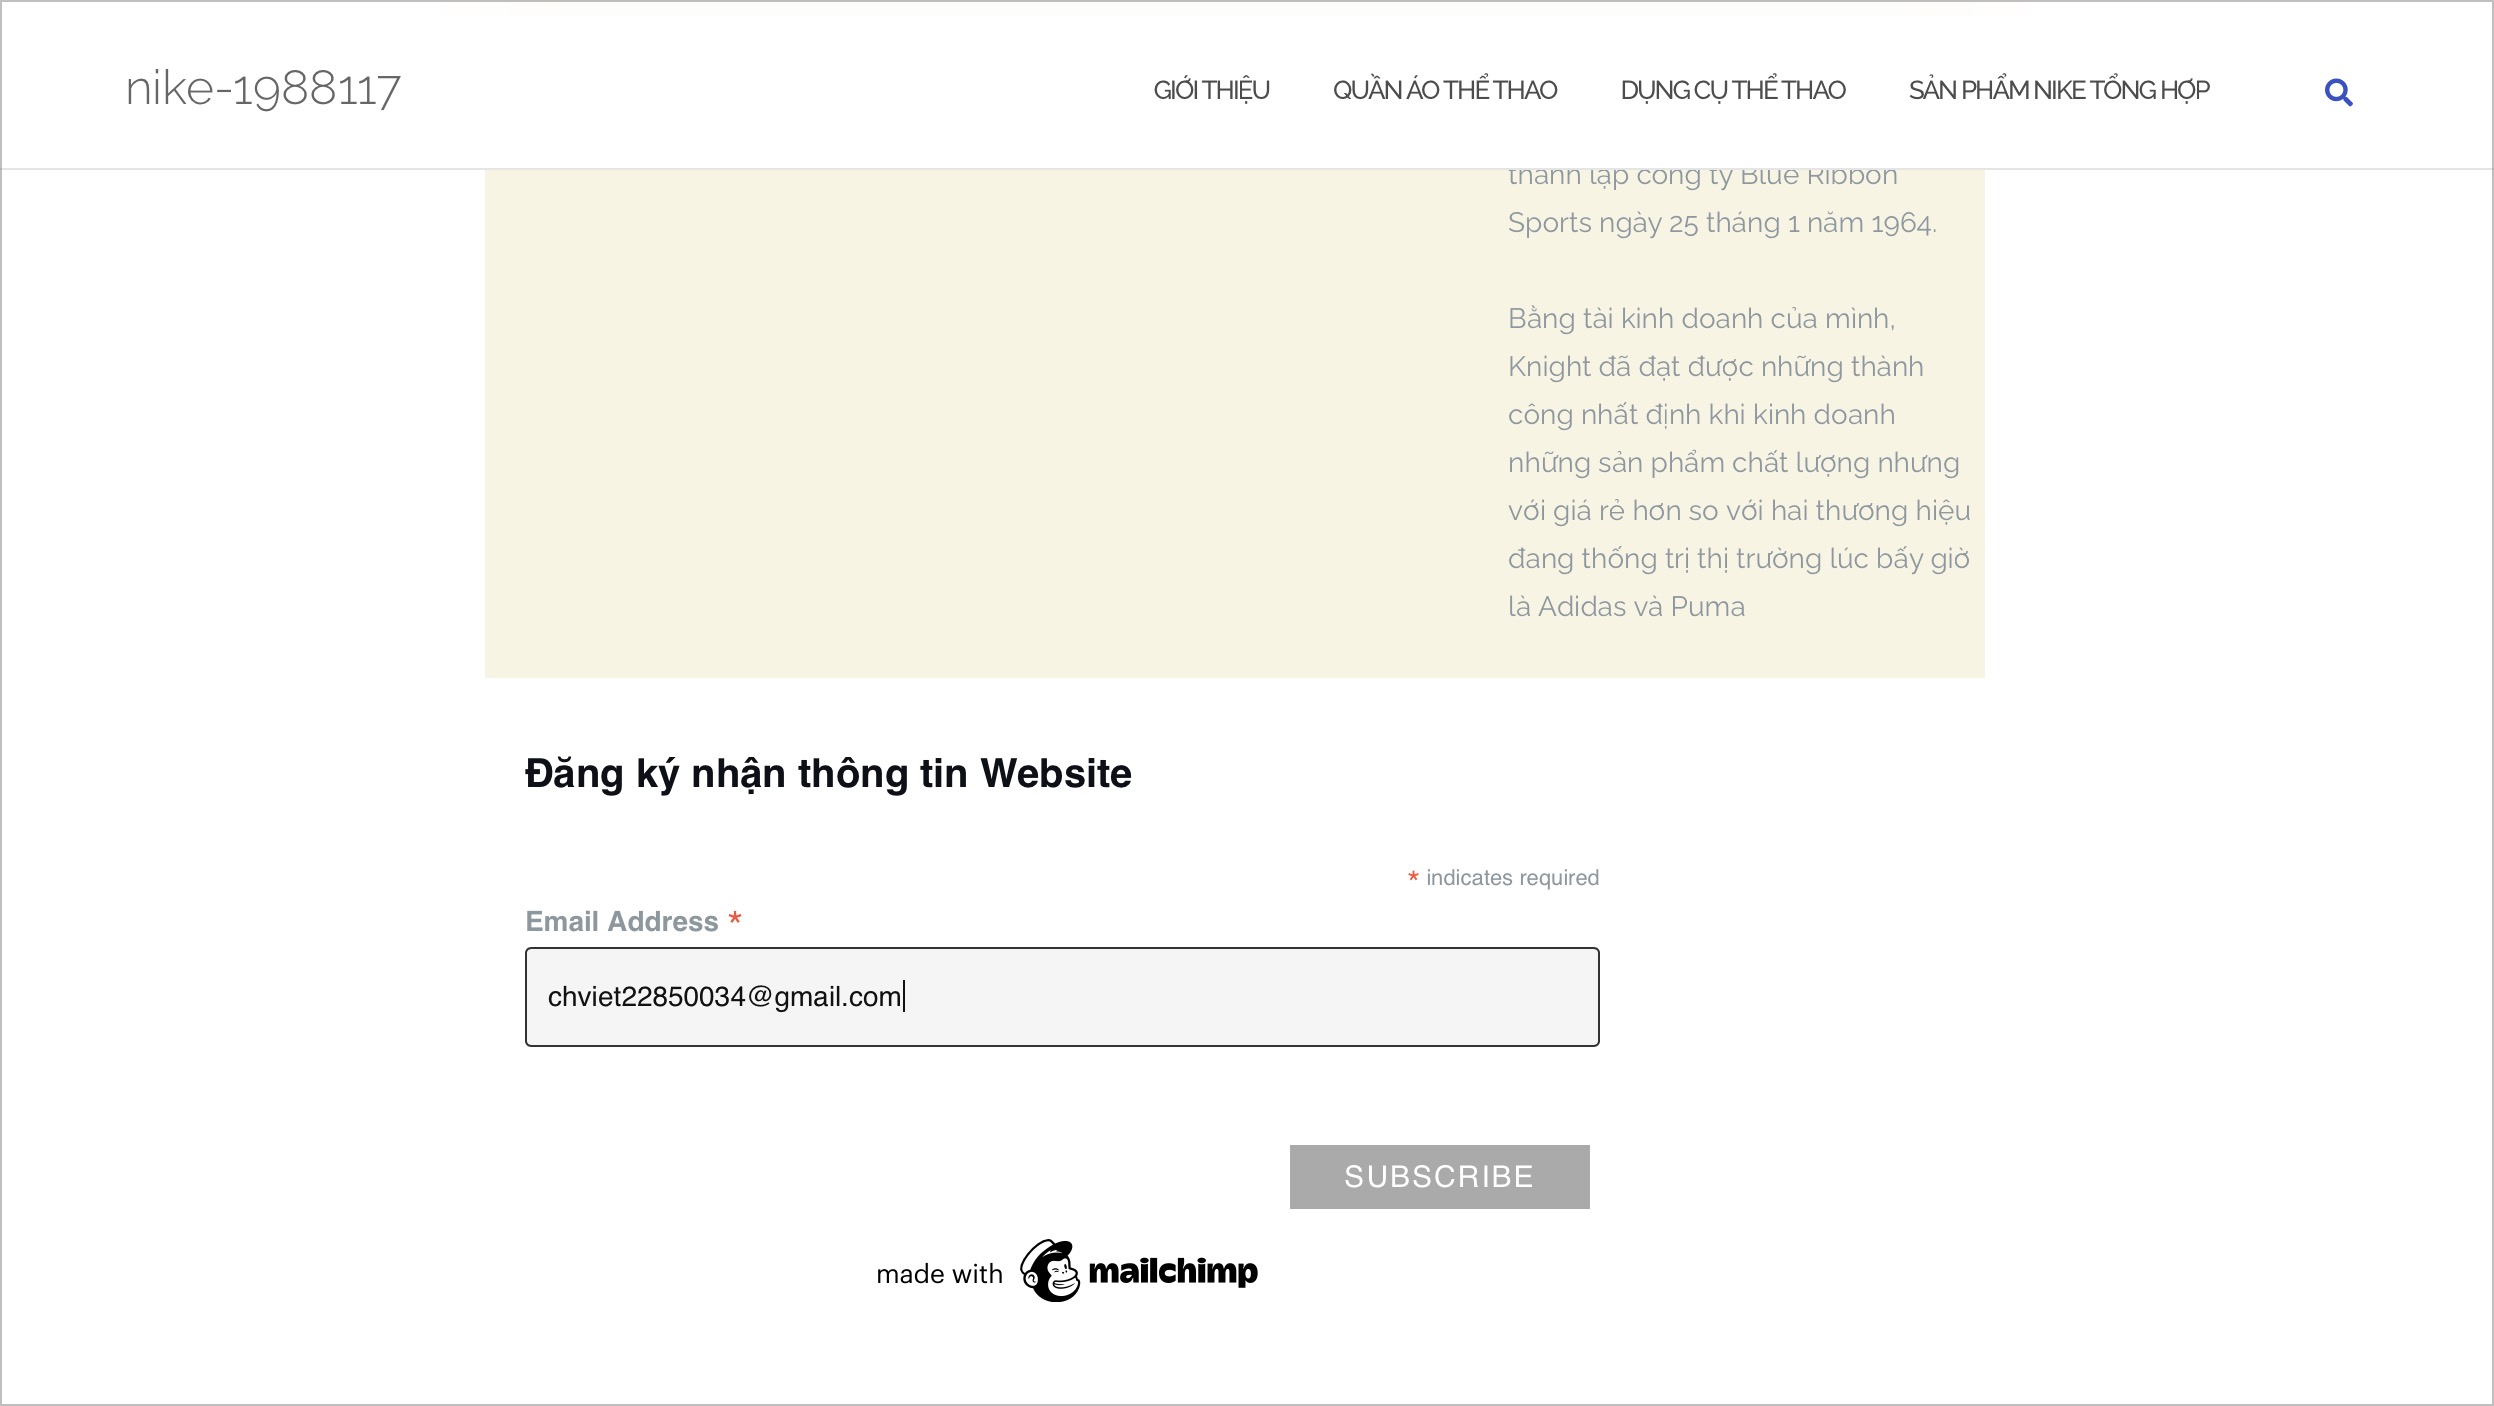 nike-1988117
GIỚI THIỆU
QUẦN ÁO THỂ THAO
DỤNG CỤ THỂ THAO
SẢN PHẨM NIKE TỔNG HỢP
thành lập công ty Blue Ribbon
Sports ngày 25 tháng 1 năm 1964.
Bằng tài kinh doanh của mình,
Knight đã đạt được những thành
công nhất định khi kinh doanh
những sản phẩm chất lượng nhưng
với giá rẻ hơn so với hai thương hiệu
đang thống trị thị trường lúc bấy giờ
là Adidas và Puma
Đăng ký nhận thông tin Website
* indicates required
Email Address *
chviet22850034@gmail.com
SUBSCRIBE
made with mailchimp